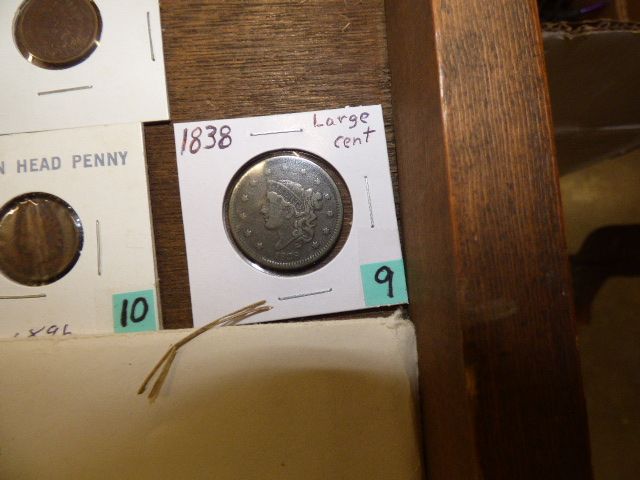 1838
Large
cent
N HEAD PENNY
9
10